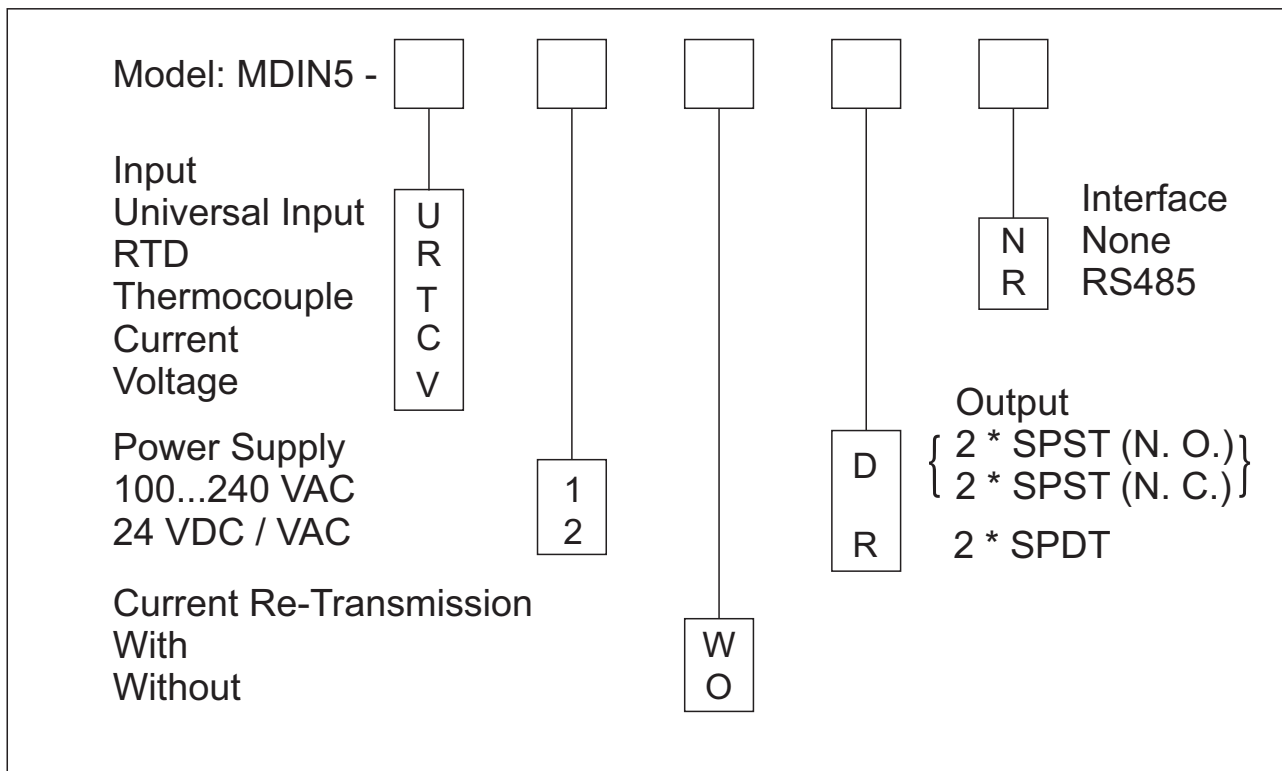 Model: MDIN5 -
Input
Universal Input U
RTD R
Thermocouple T
Current C
Voltage V
Power Supply
100...240 VAC 1
24 VDC / VAC 2
Current Re-Transmission
With W
Without O
Output
D { 2 * SPST (N. O.) }
{ 2 * SPST (N. C.) }
R 2 * SPDT
Interface
N None
R RS485